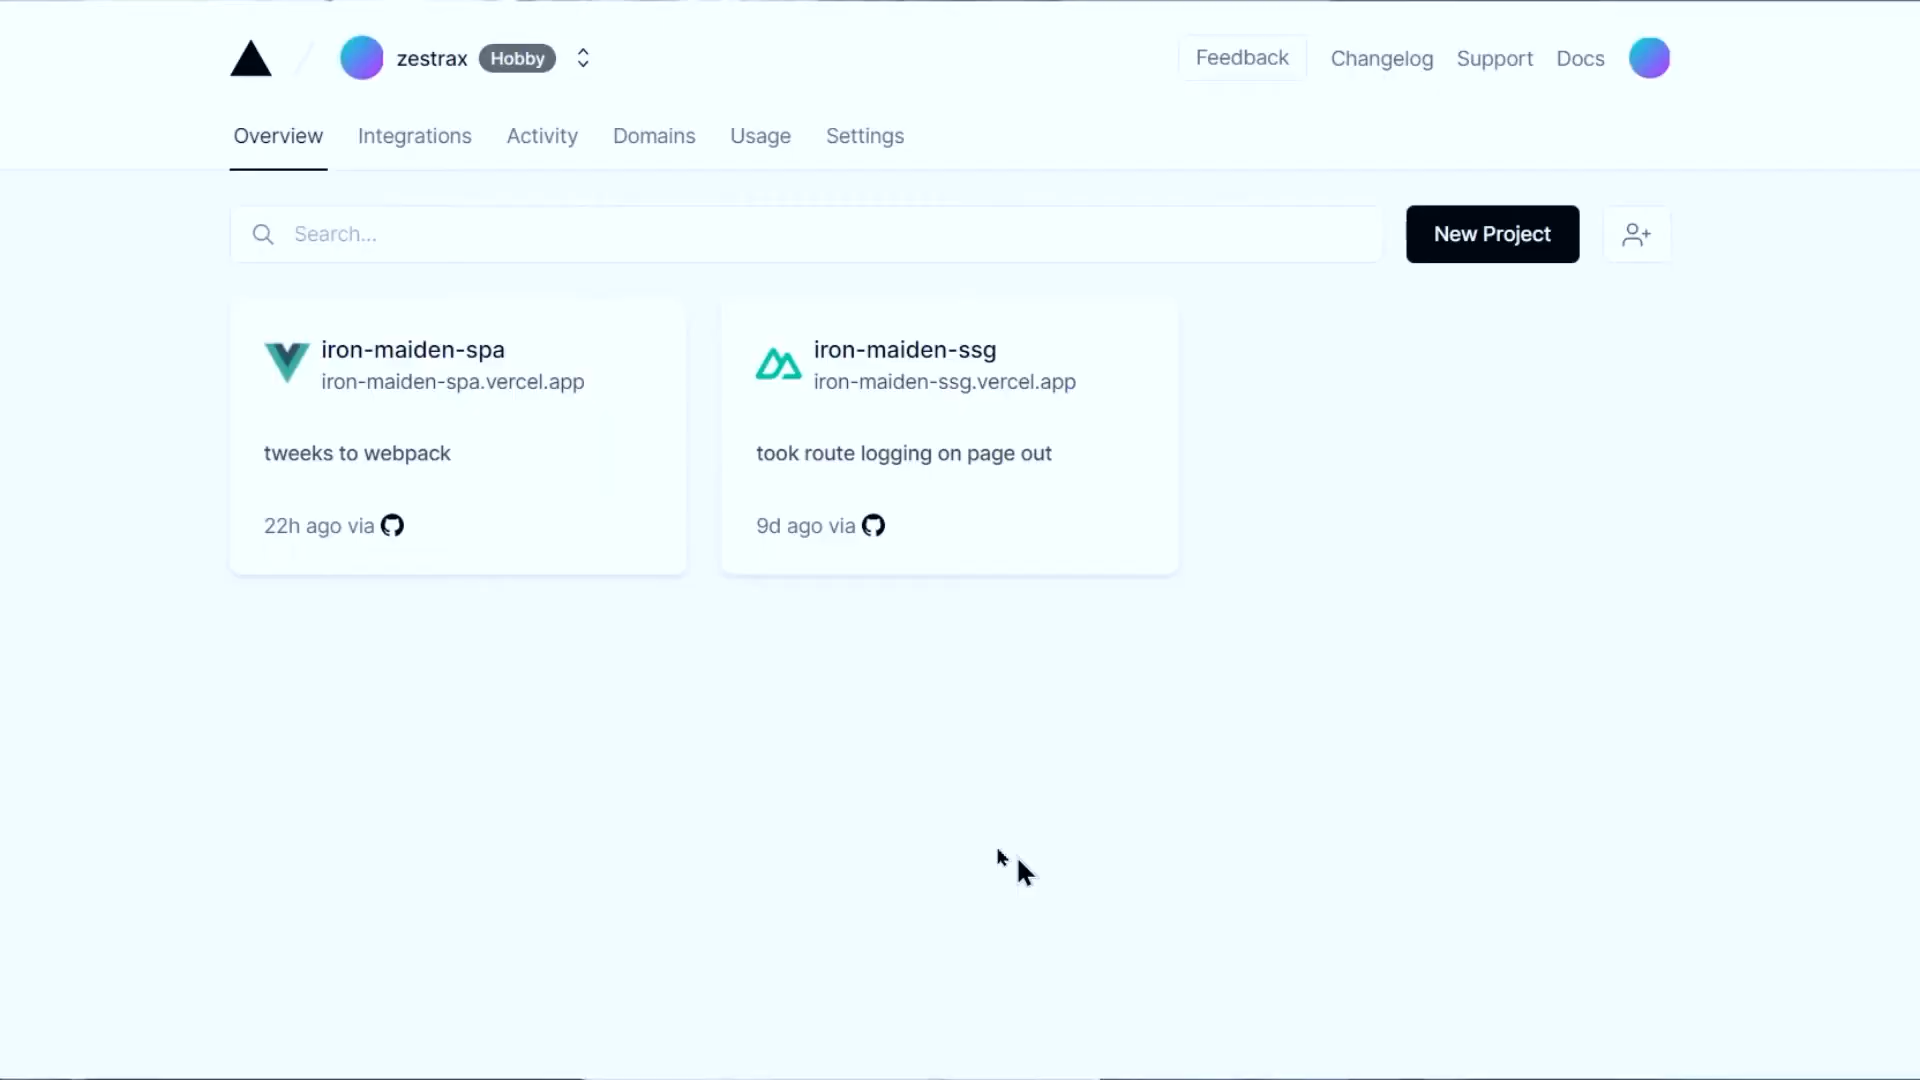 zestrax Hobby
Feedback Changelog Support Docs
Overview Integrations Activity Domains Usage Settings
Search...
New Project
iron-maiden-spa
iron-maiden-spa.vercel.app
tweeks to webpack
22h ago via
iron-maiden-ssg
iron-maiden-ssg.vercel.app
took route logging on page out
9d ago via